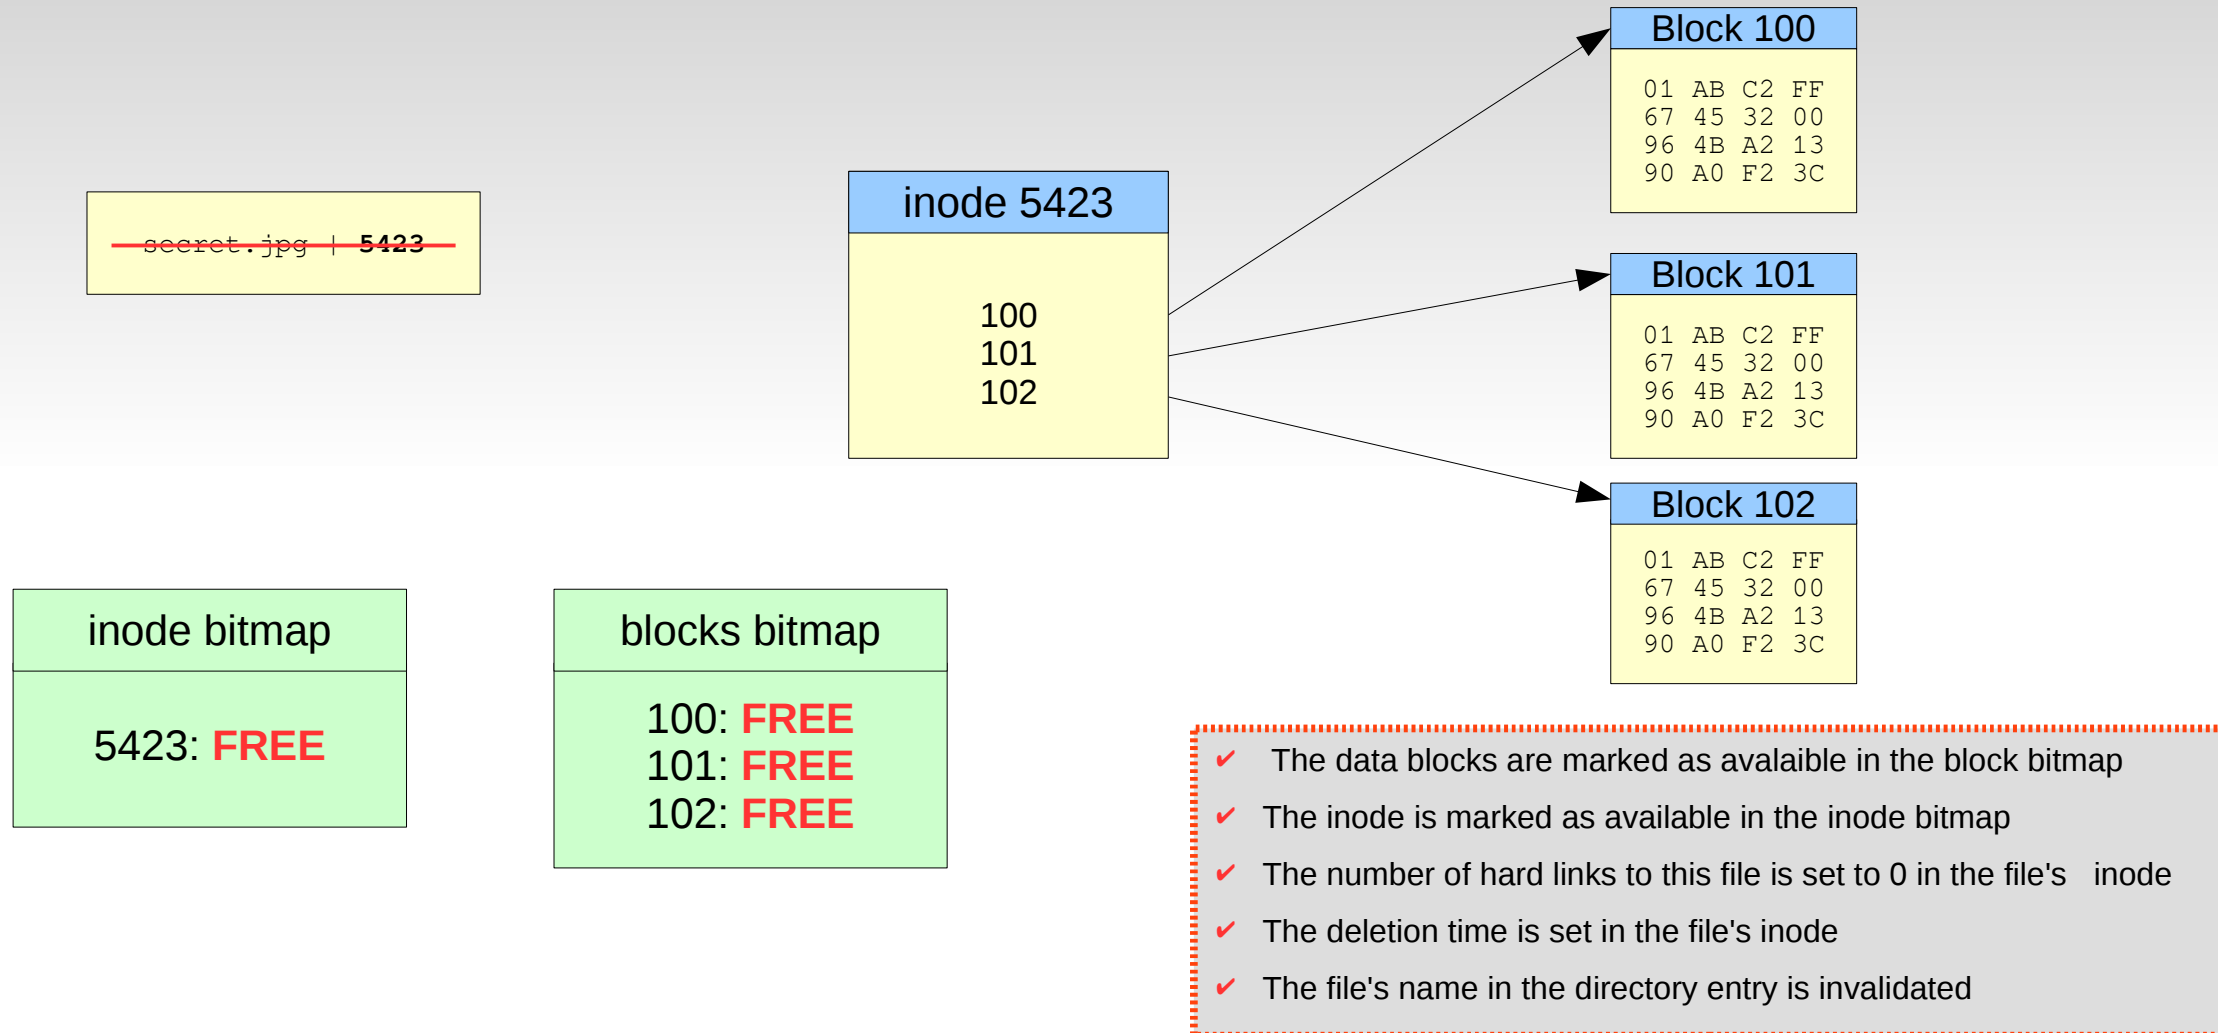 Block 100
01 AB C2 FF
67 45 32 00
96 4B A2 13
90 A0 F2 3C
secret.jpg | 5423
inode 5423
100
101
102
Block 101
01 AB C2 FF
67 45 32 00
96 4B A2 13
90 A0 F2 3C
Block 102
01 AB C2 FF
67 45 32 00
96 4B A2 13
90 A0 F2 3C
inode bitmap
5423: FREE
blocks bitmap
100: FREE
101: FREE
102: FREE
✔ The data blocks are marked as avalaible in the block bitmap
✔ The inode is marked as available in the inode bitmap
✔ The number of hard links to this file is set to 0 in the file's inode
✔ The deletion time is set in the file's inode
✔ The file's name in the directory entry is invalidated